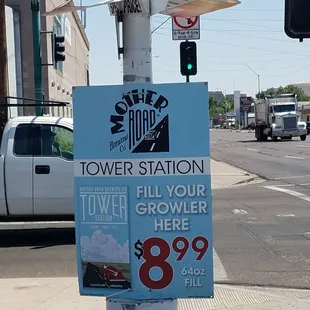 MOTHER
ROAD
Brewing
Co
TOWER STATION
FILL YOUR
GROWLER
HERE
TOWER
STATION
$8.99
64oz
FILL